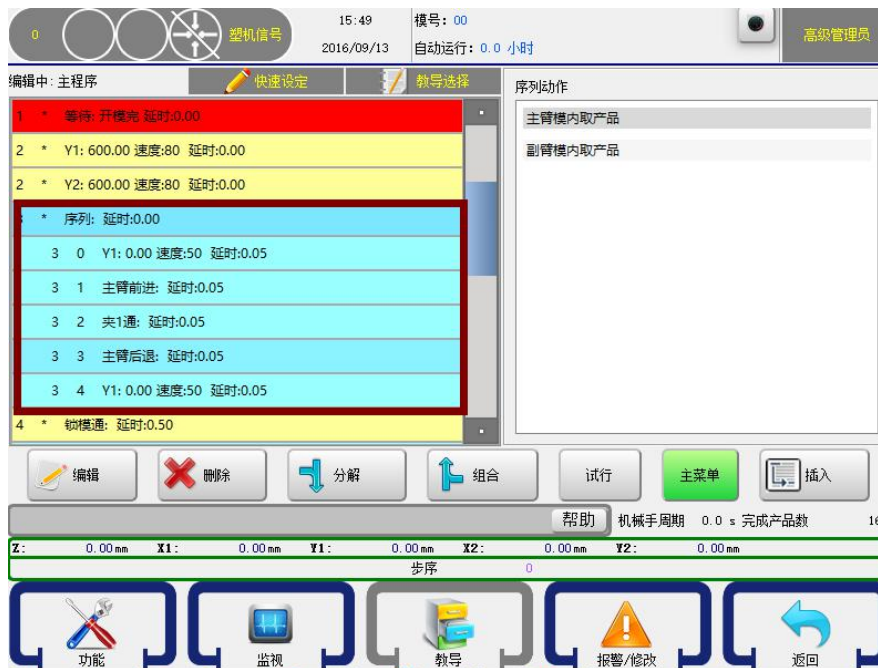 0 塑机信号 15:49 模号: 00 高级管理员
2016/09/13 自动运行: 0.0 小时
编辑中:主程序 快速设定 教导选择 序列动作
1 * 等待: 开模完 延时:0.00
主臂模内取产品
2 * Y1: 600.00 速度:80 延时:0.00
副臂模内取产品
2 * Y2: 600.00 速度:80 延时:0.00
* 序列: 延时:0.00
3 0 Y1: 0.00 速度:50 延时:0.05
3 1 主臂前进: 延时:0.05
3 2 夹1通: 延时:0.05
3 3 主臂后退: 延时:0.05
3 4 Y1: 0.00 速度:50 延时:0.05
4 * 锁模通: 延时:0.50
编辑 删除 分解 组合 试行 主菜单 插入
帮助 机械手周期 0.0 s 完成产品数 16
Z: 0.00mm X1: 0.00mm Y1: 0.00mm X2: 0.00mm Y2: 0.00mm
步序 0
功能 监视 教导 报警/修改 返回